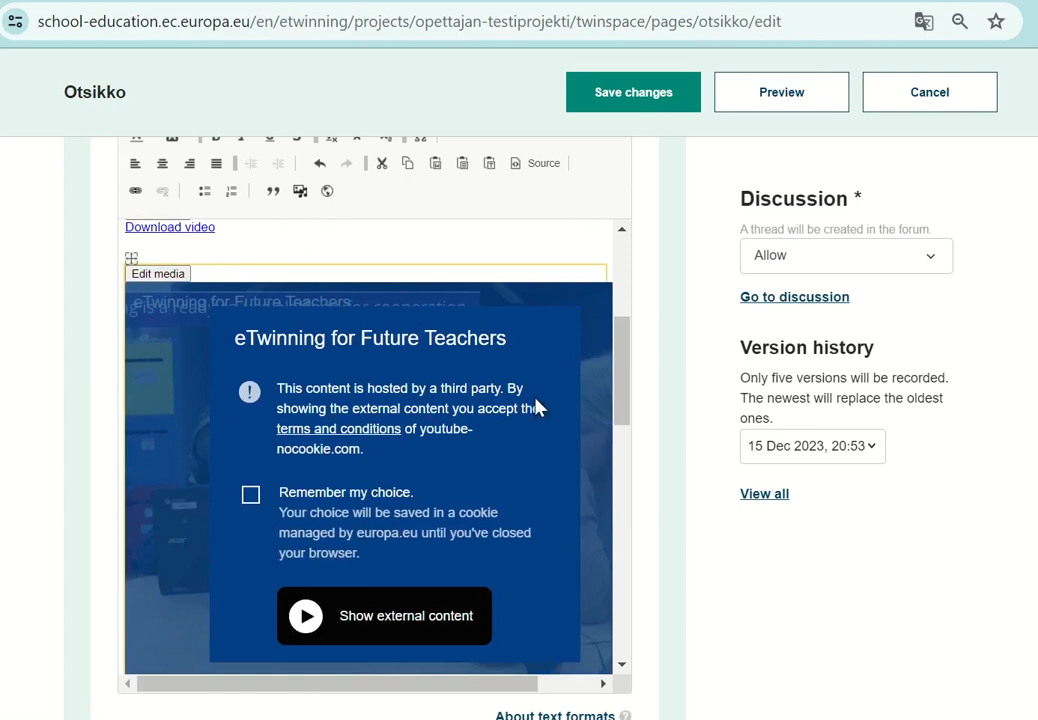 school-education.ec.europa.eu/en/etwinning/projects/opettajan-testiprojekti/twinspace/pages/otsikko/edit
Otsikko
Save changes
Preview
Cancel
Source
Download video
Edit media
eTwinning for Future Teachers
eTwinning for Future Teachers
This content is hosted by a third party. By
showing the external content you accept the
terms and conditions of youtube-
nocookie.com.
Remember my choice.
Your choice will be saved in a cookie
managed by europa.eu until you've closed
your browser.
Show external content
About text formats
Discussion *
A thread will be created in the forum.
Allow
Go to discussion
Version history
Only five versions will be recorded.
The newest will replace the oldest
ones.
15 Dec 2023, 20:53
View all